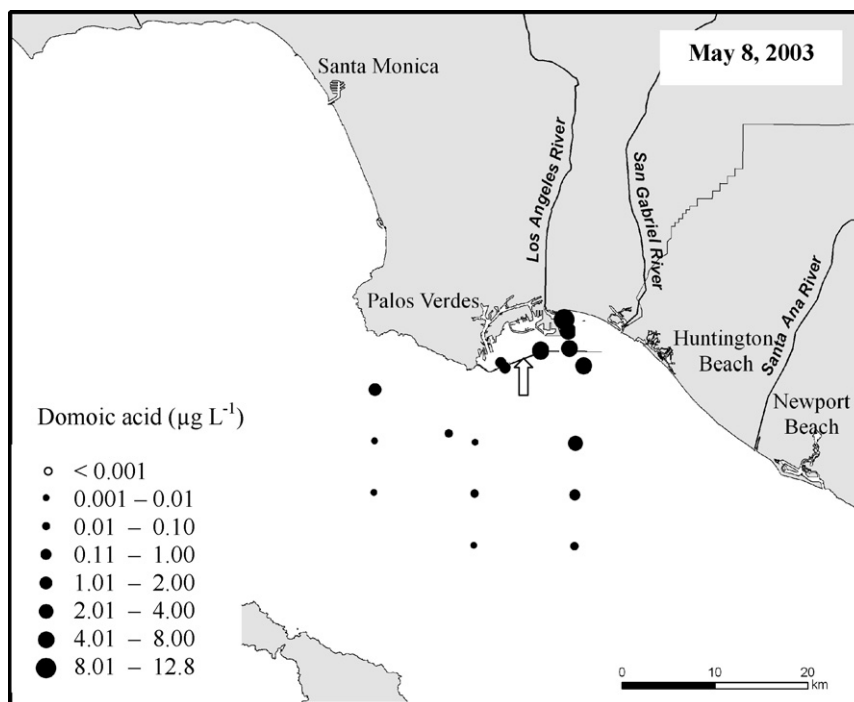 May 8, 2003
Santa Monica
Los Angeles River
San Gabriel River
Santa Ana River
Palos Verdes
Huntington
Beach
Newport
Beach
Domoic acid (µg L⁻¹)
< 0.001
0.001 – 0.01
0.01 – 0.10
0.11 – 1.00
1.01 – 2.00
2.01 – 4.00
4.01 – 8.00
8.01 – 12.8
0 10 20
km